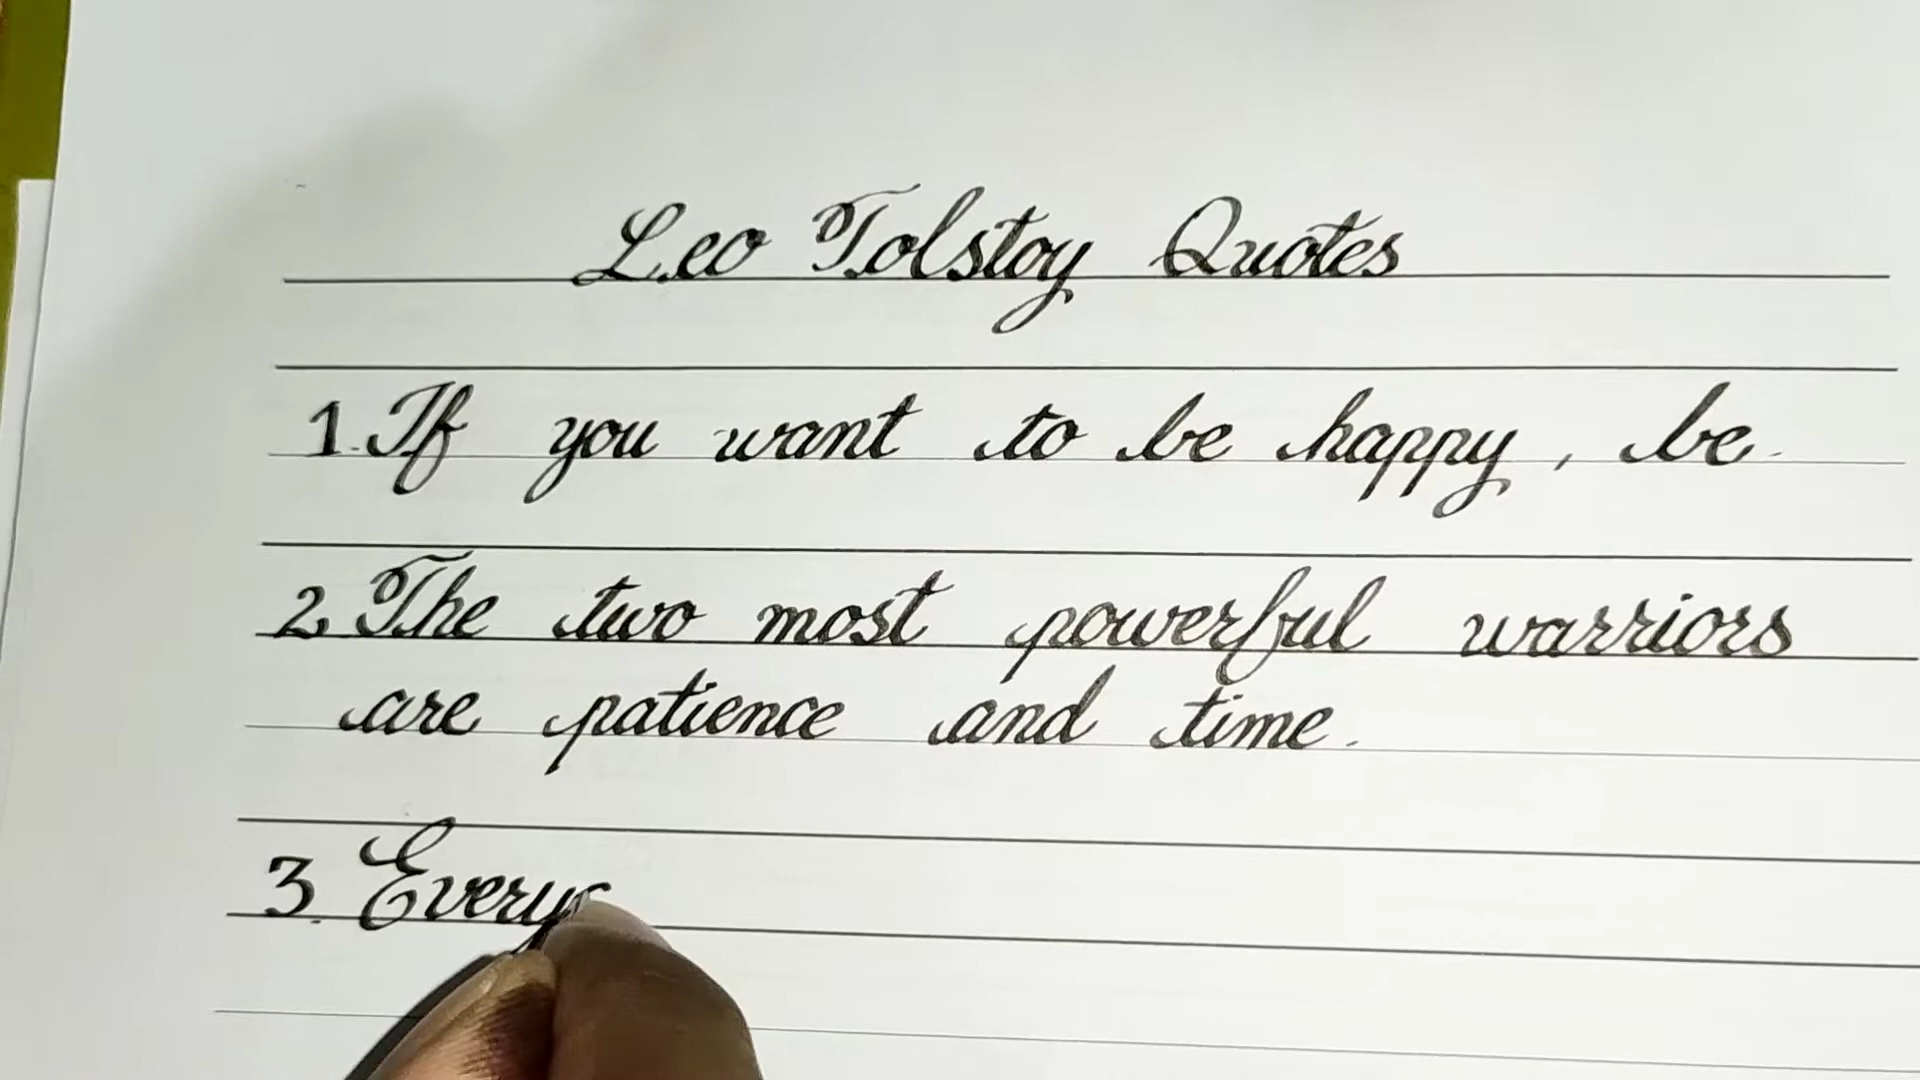 Leo Tolstoy Quotes
1. If you want to be happy, be.
2. The two most powerful warriors
are patience and time.
3. Every